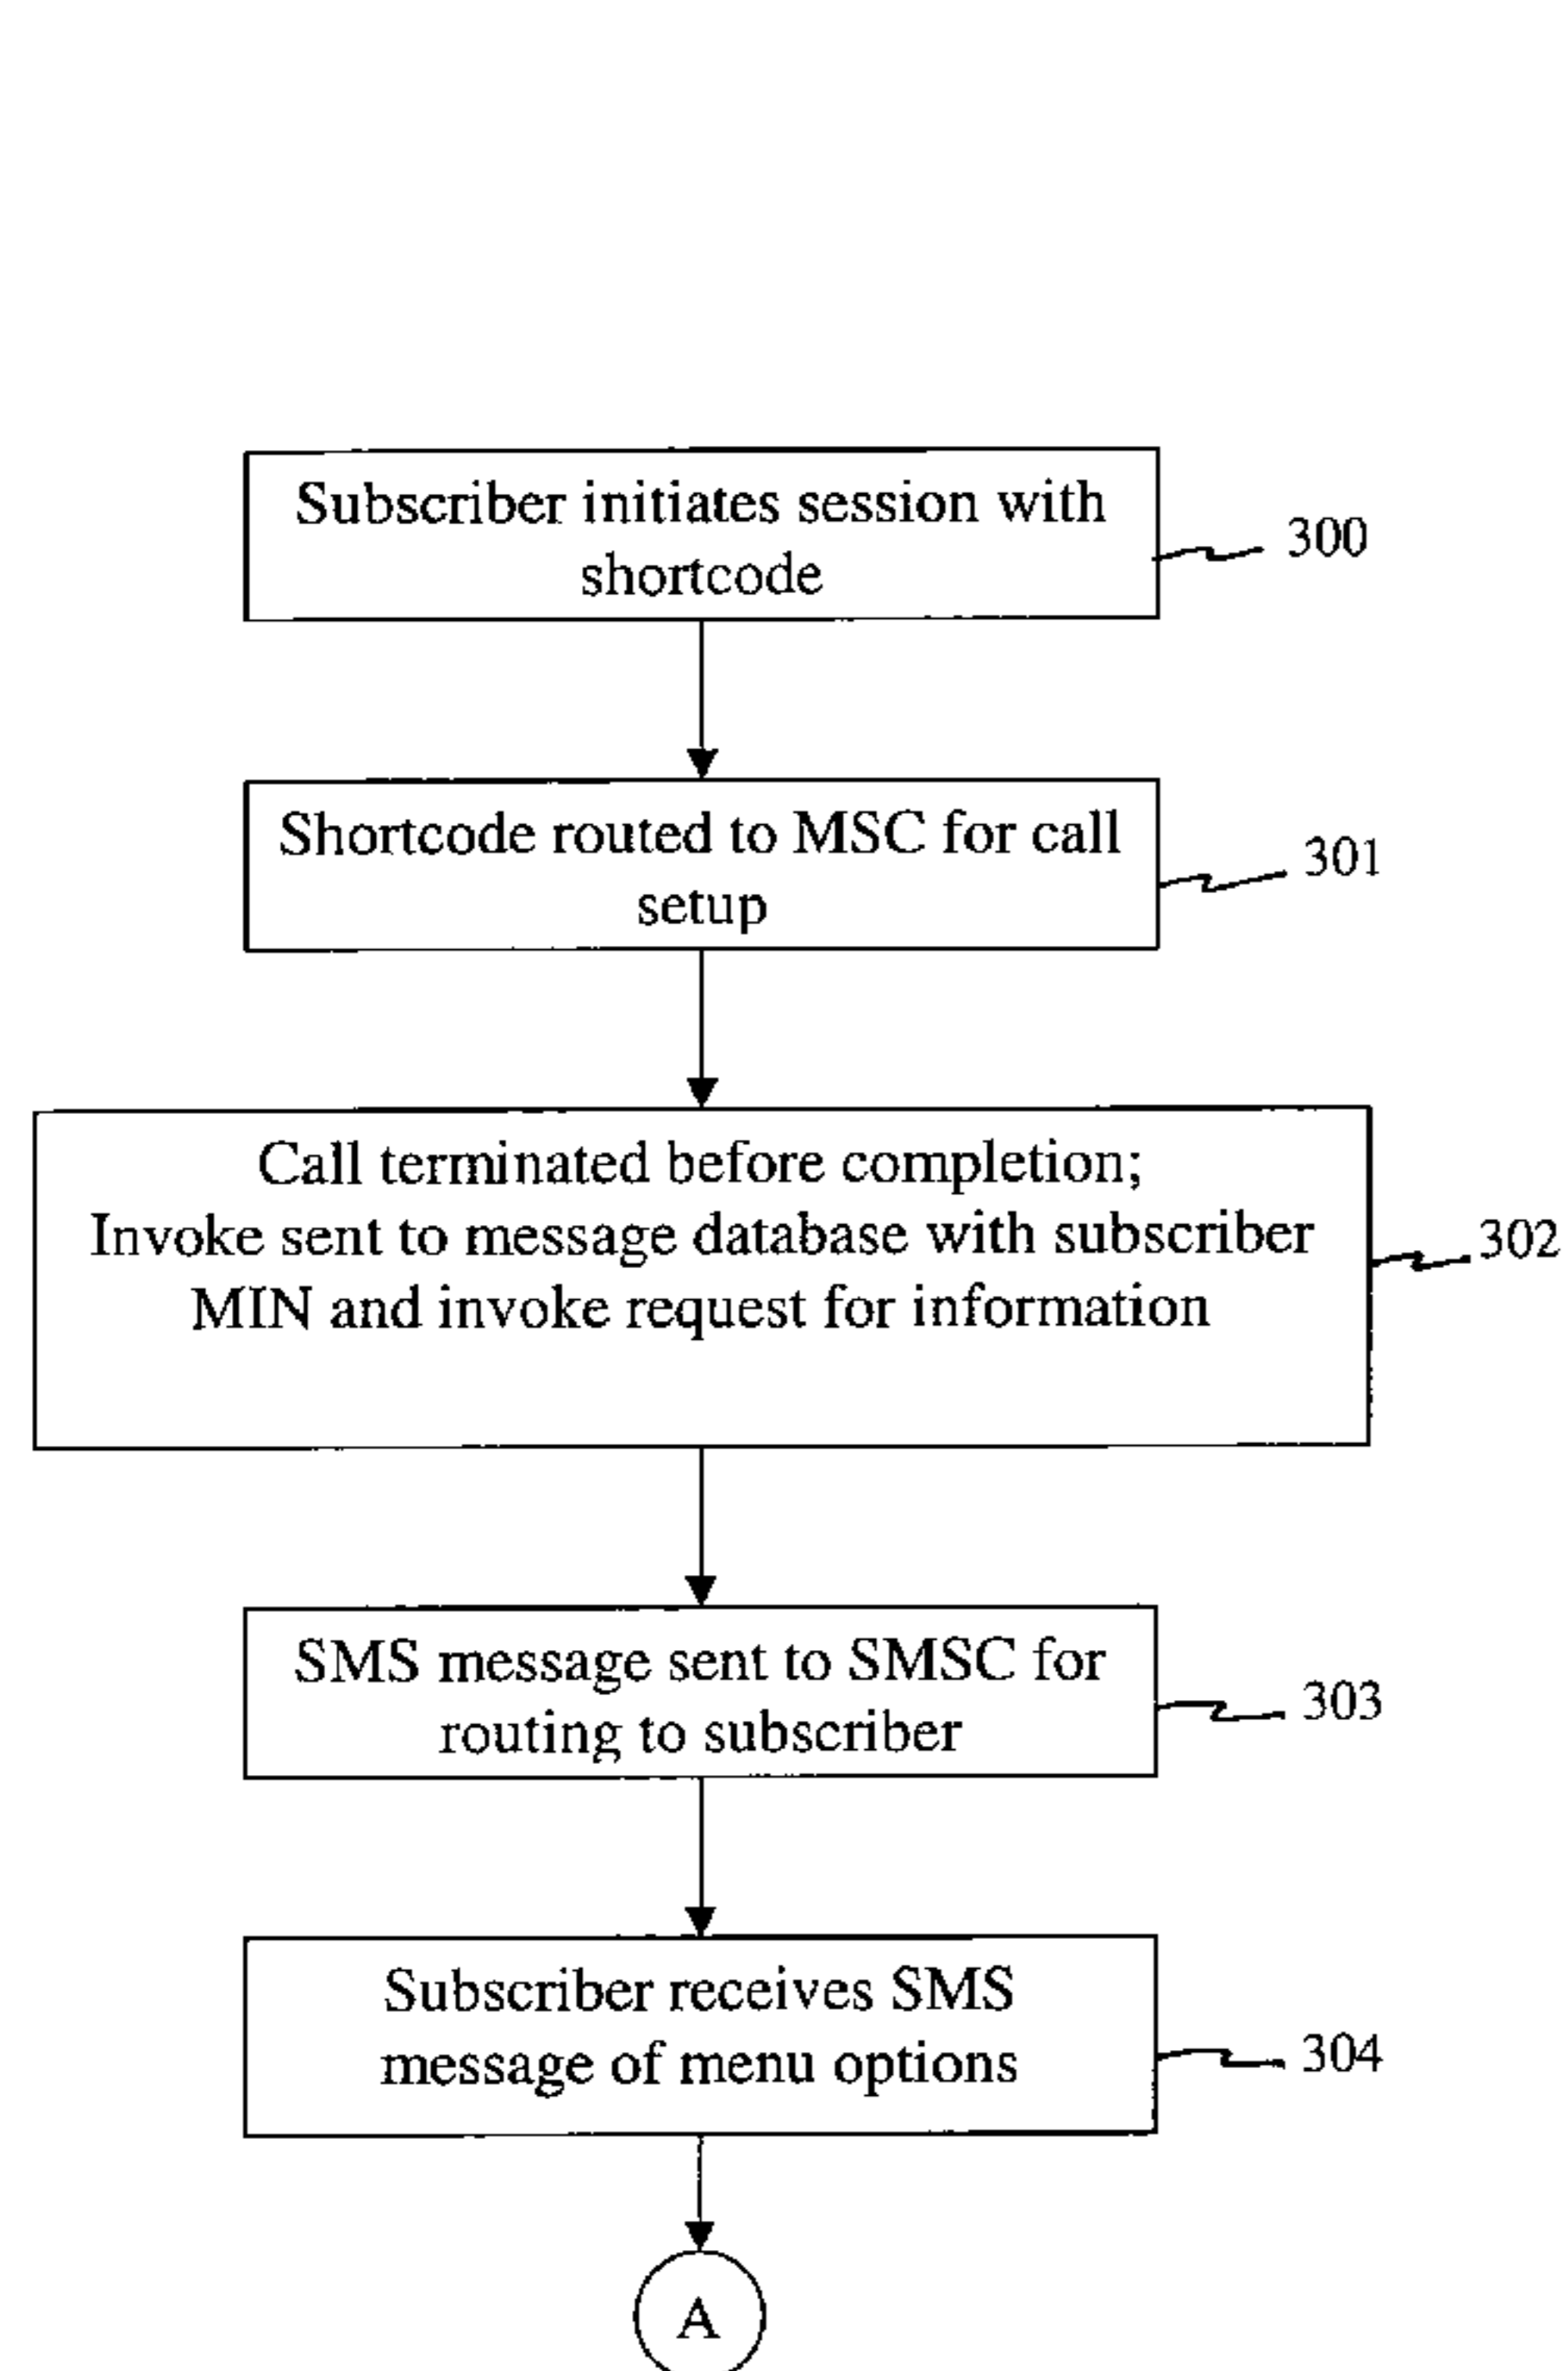 Subscriber initiates session with
shortcode
300
Shortcode routed to MSC for call
setup
301
Call terminated before completion;
Invoke sent to message database with subscriber
MIN and invoke request for information
302
SMS message sent to SMSC for
routing to subscriber
303
Subscriber receives SMS
message of menu options
304
A